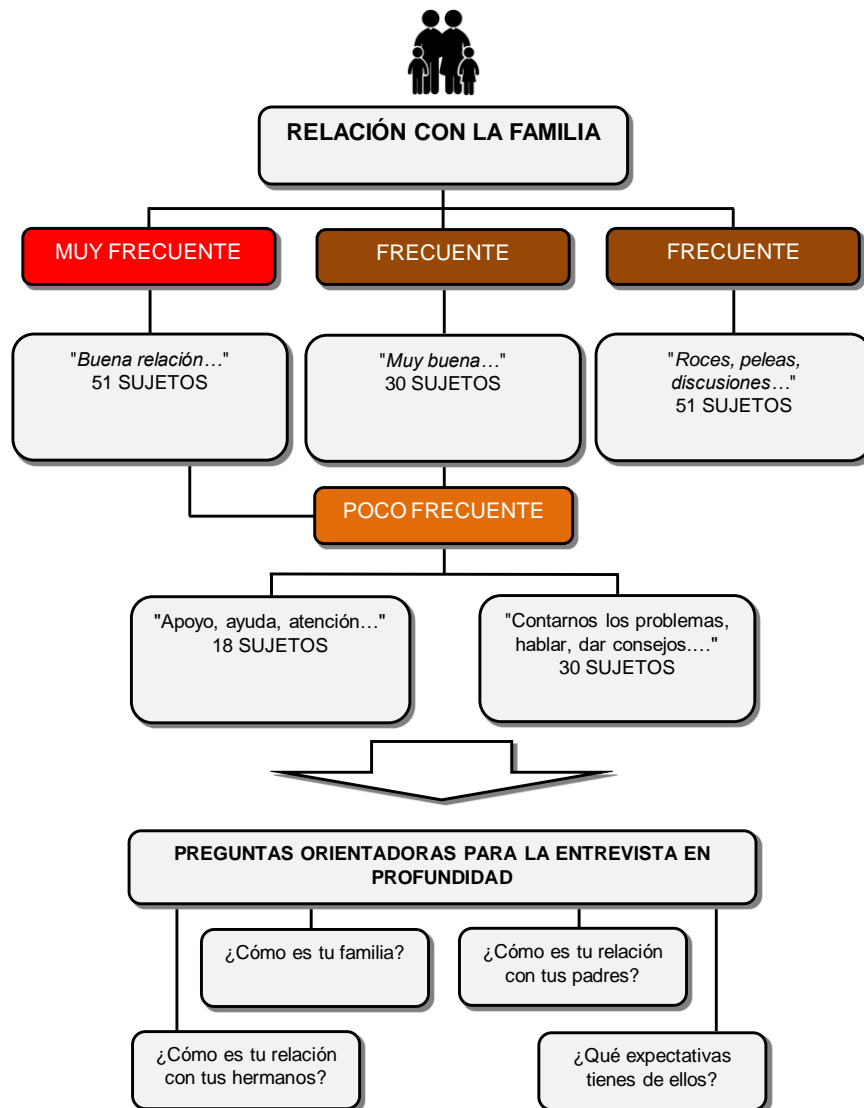 RELACIÓN CON LA FAMILIA
MUY FRECUENTE
FRECUENTE
FRECUENTE
"Buena relación…"
51 SUJETOS
"Muy buena…"
30 SUJETOS
"Roces, peleas,
discusiones…"
51 SUJETOS
POCO FRECUENTE
"Apoyo, ayuda, atención…"
18 SUJETOS
"Contarnos los problemas,
hablar, dar consejos…."
30 SUJETOS
PREGUNTAS ORIENTADORAS PARA LA ENTREVISTA EN
PROFUNDIDAD
¿Cómo es tu familia?
¿Cómo es tu relación
con tus padres?
¿Cómo es tu relación
con tus hermanos?
¿Qué expectativas
tienes de ellos?